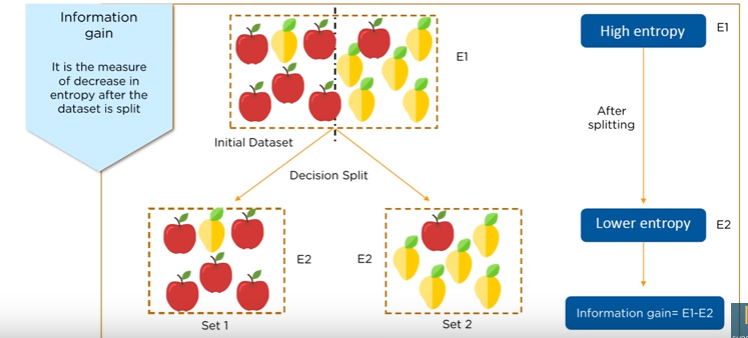 Information
gain
It is the measure
of decrease in
entropy after the
dataset is split
E1
Initial Dataset
Decision Split
E2
E2
Set 1
Set 2
High entropy
E1
After
splitting
Lower entropy
E2
Information gain= E1-E2